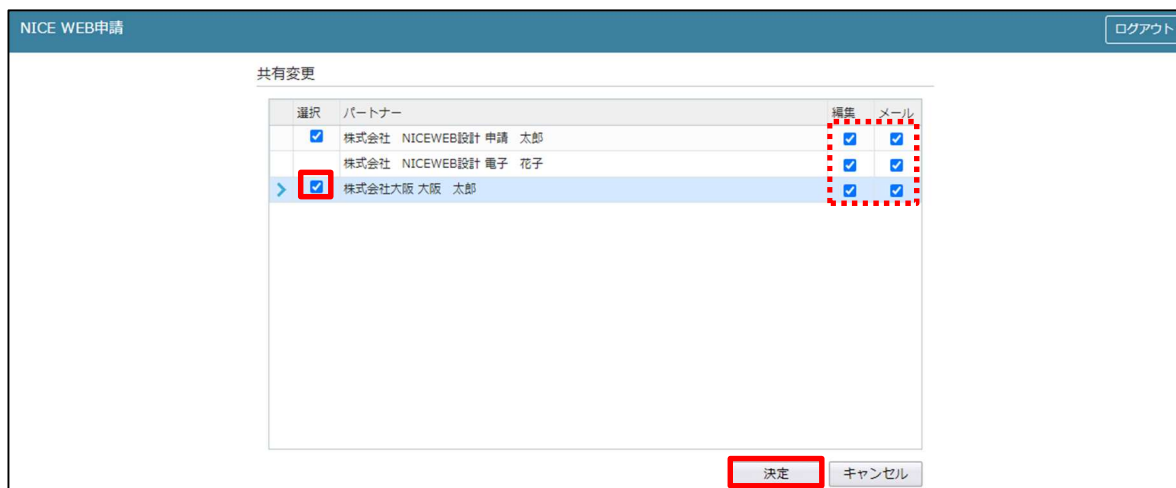 NICE WEB申請 ログアウト
共有変更
選択 パートナー 編集 メール
株式会社 NICEWEB設計 申請 太郎
株式会社 NICEWEB設計 電子 花子
株式会社大阪 大阪 太郎
決定 キャンセル